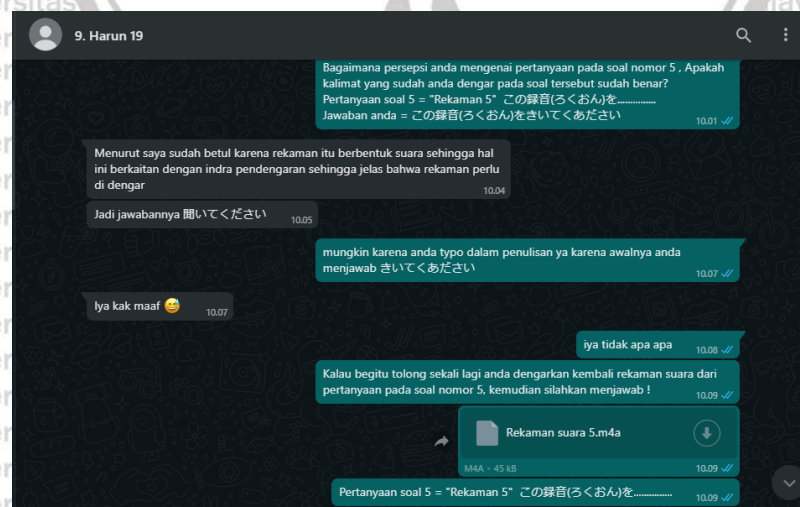 9. Harun 19
Bagaimana persepsi anda mengenai pertanyaan pada soal nomor 5 , Apakah
kalimat yang sudah anda dengar pada soal tersebut sudah benar?
Pertanyaan soal 5 = "Rekaman 5" この録音(ろくおん)を...............
Jawaban anda = この録音(ろくおん)をきいてくあださい
10.01
Menurut saya sudah betul karena rekaman itu berbentuk suara sehingga hal
ini berkaitan dengan indra pendengaran sehingga jelas bahwa rekaman perlu
di dengar
10.04
Jadi jawabannya 聞いてください
10.05
mungkin karena anda typo dalam penulisan ya karena awalnya anda
menjawab きいてくあださい
10.07
Iya kak maaf 😅
10.07
iya tidak apa apa
10.08
Kalau begitu tolong sekali lagi anda dengarkan kembali rekaman suara dari
pertanyaan pada soal nomor 5, kemudian silahkan menjawab !
10.09
Rekaman suara 5.m4a
M4A • 45 kB
10.09
Pertanyaan soal 5 = "Rekaman 5" この録音(ろくおん)を...............
10.09